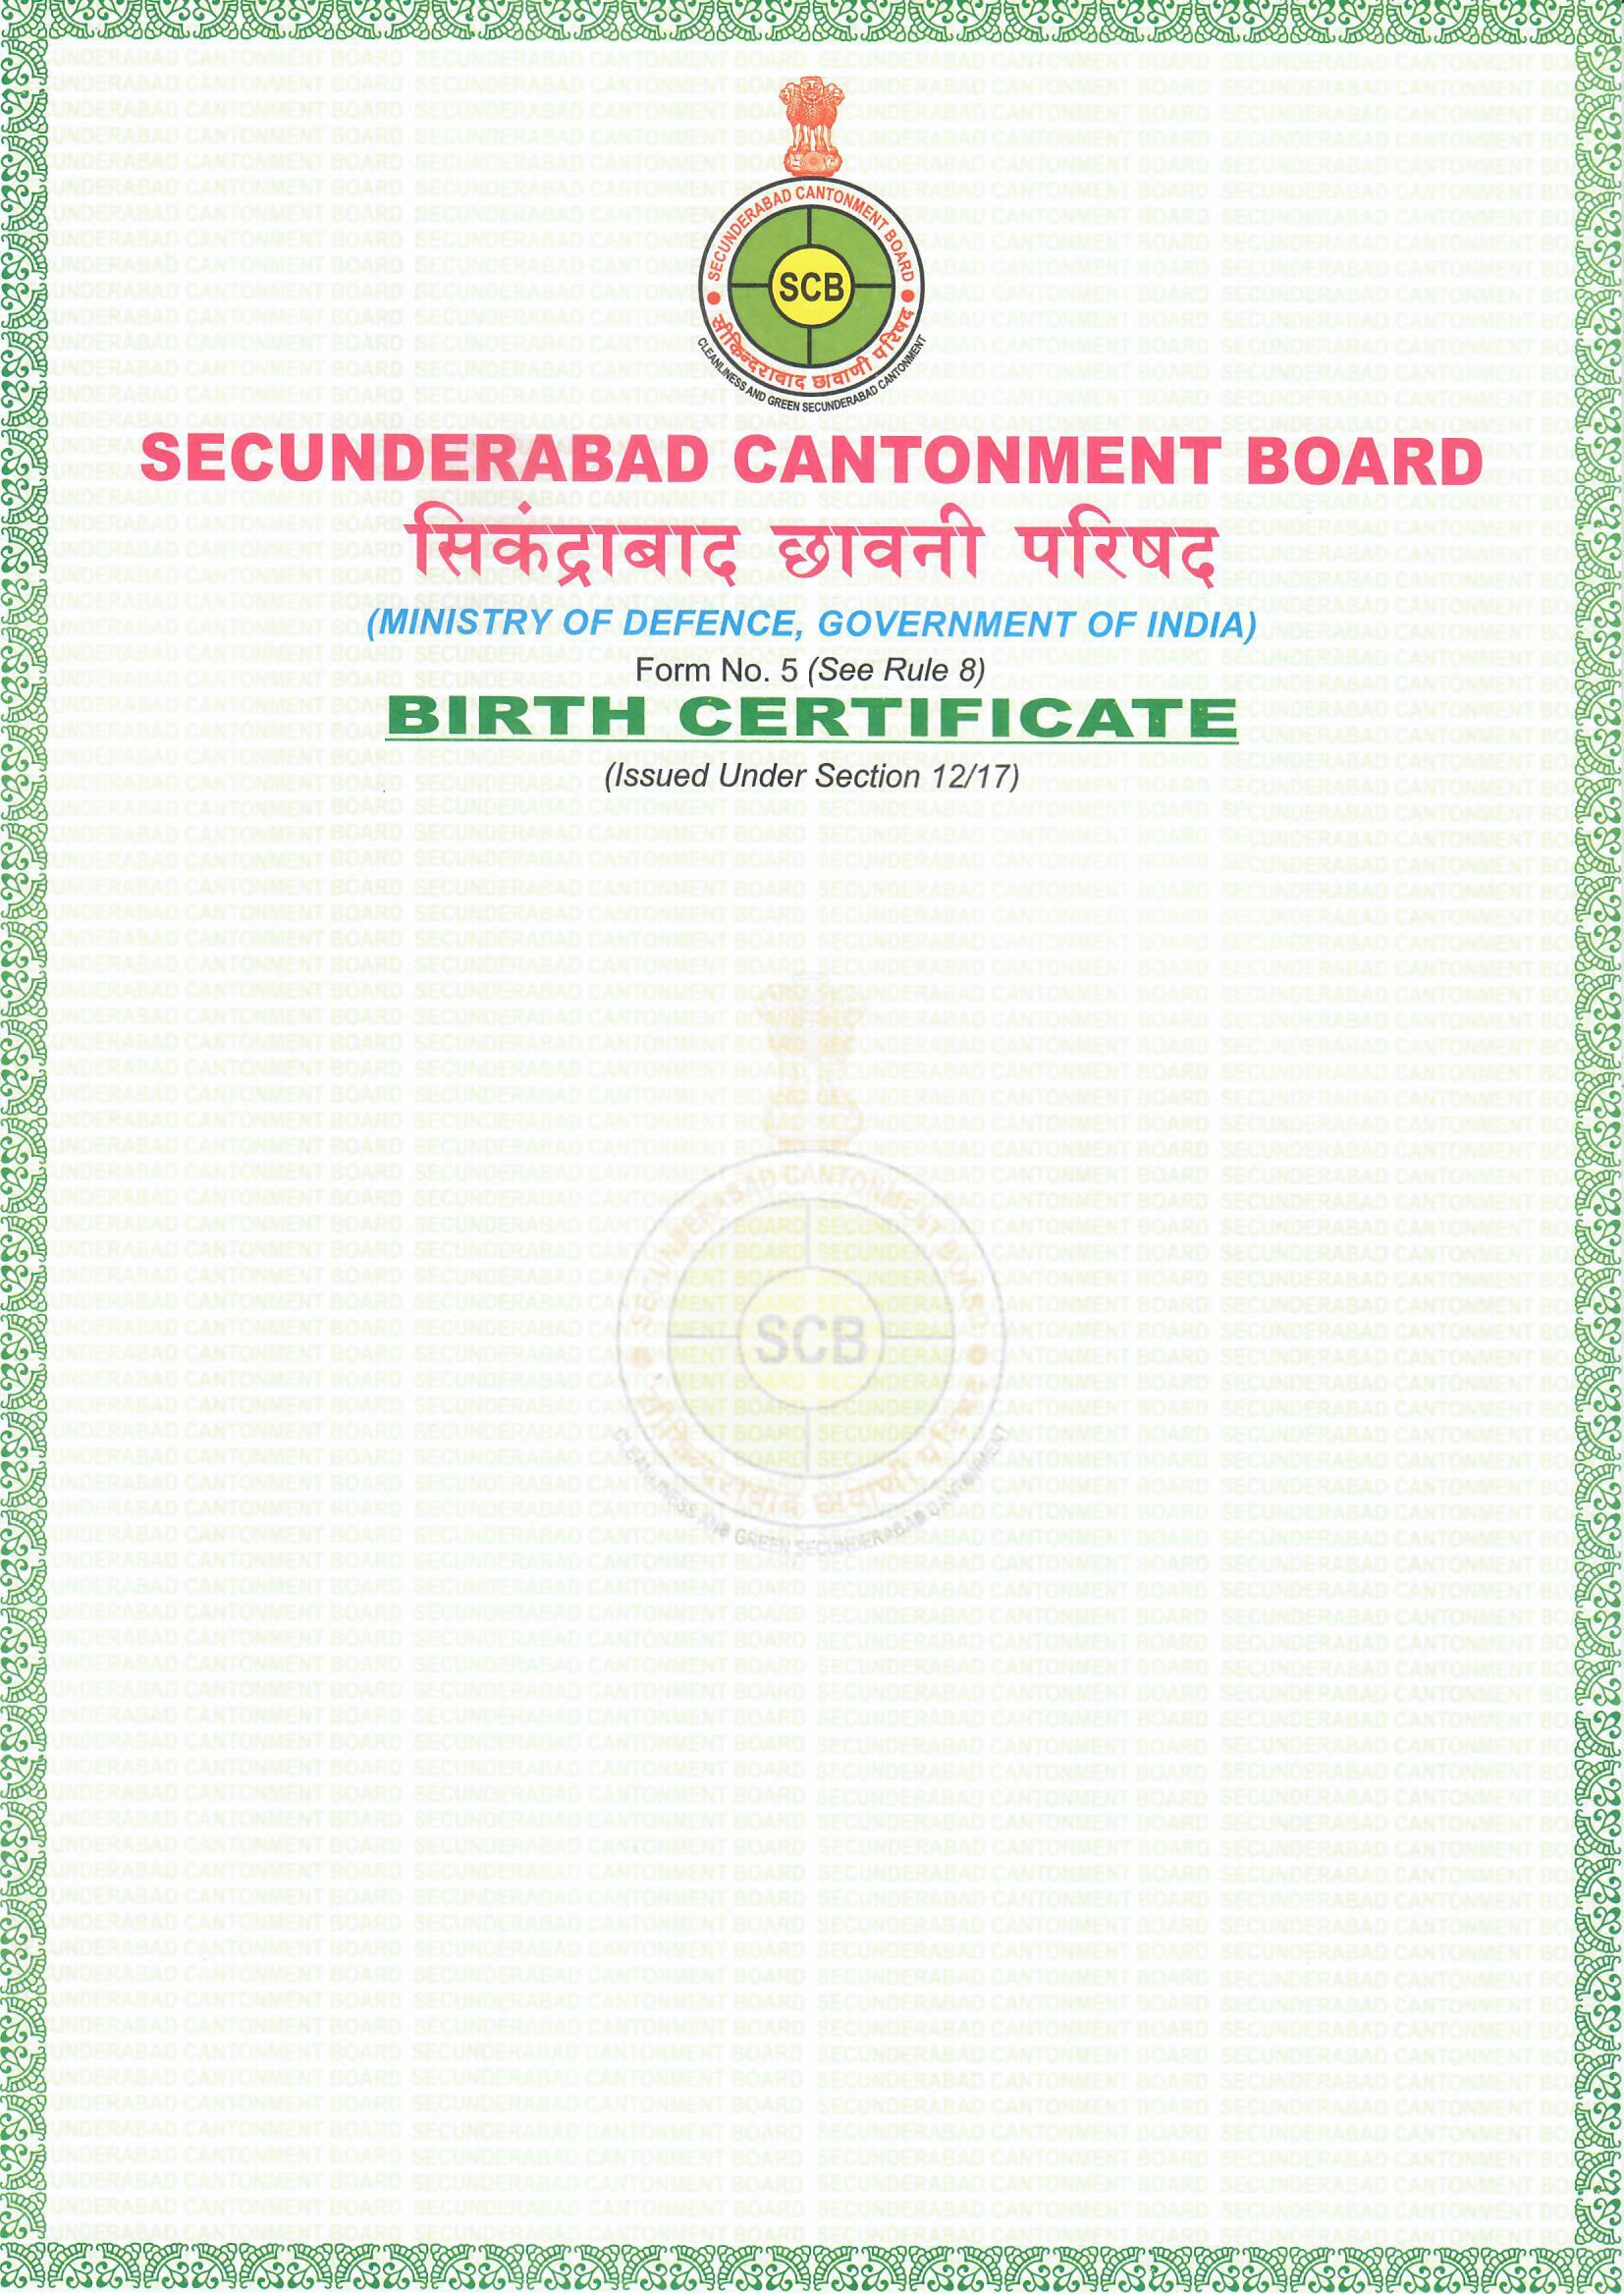 SECUNDERABAD CANTONMENT BOARD
SCB
सीकिन्दराबाद छावाणी परिषद
CLEANLINESS AND GREEN SECUNDERABAD CANTONMENT
SECUNDERABAD CANTONMENT BOARD
सिकंद्राबाद छावनी परिषद
(MINISTRY OF DEFENCE, GOVERNMENT OF INDIA)
Form No. 5 (See Rule 8)
BIRTH CERTIFICATE
(Issued Under Section 12/17)
SECUNDERABAD CANTONMENT BOARD
SCB
CLEANLINESS AND GREEN SECUNDERABAD CANTONMENT